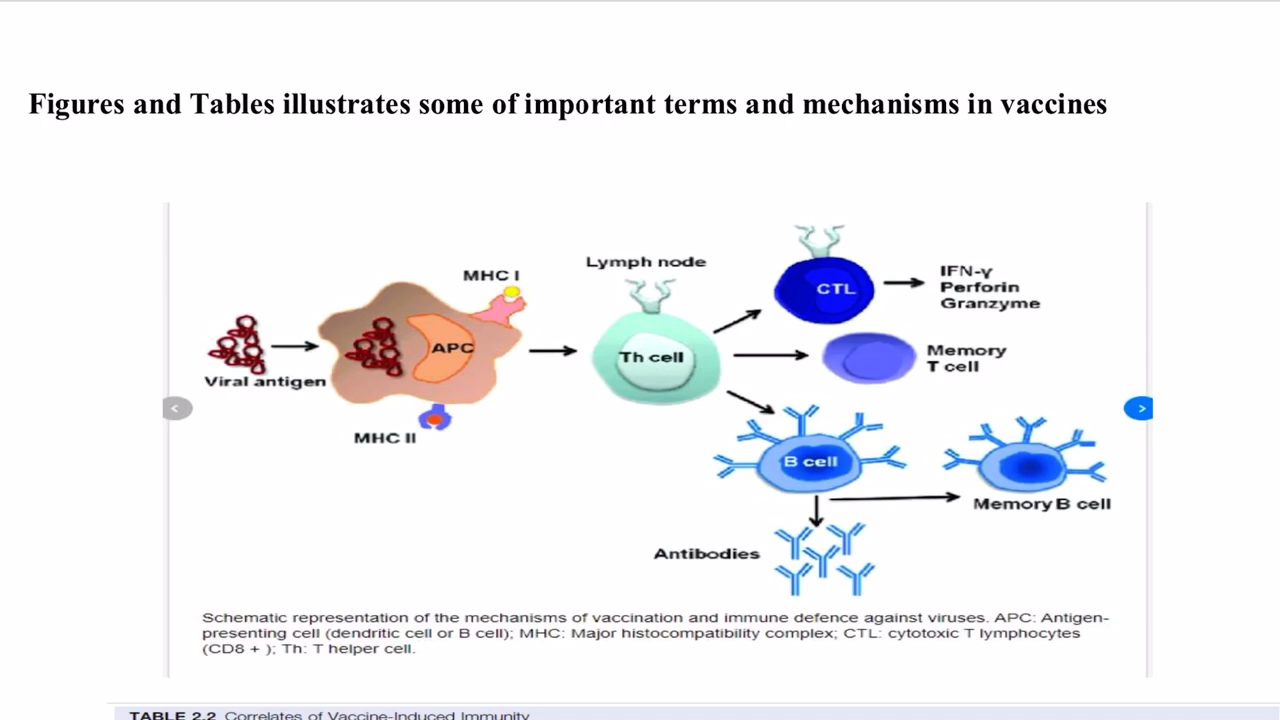 Figures and Tables illustrates some of important terms and mechanisms in vaccines
MHC I
Lymph node
CTL
IFN-γ
Perforin
Granzyme
Viral antigen
APC
Th cell
Memory
T cell
MHC II
B cell
Memory B cell
Antibodies
Schematic representation of the mechanisms of vaccination and immune defence against viruses. APC: Antigen-
presenting cell (dendritic cell or B cell); MHC: Major histocompatibility complex; CTL: cytotoxic T lymphocytes
(CD8 + ); Th: T helper cell.
TABLE 2.2 Correlates of Vaccine-Induced Immunity